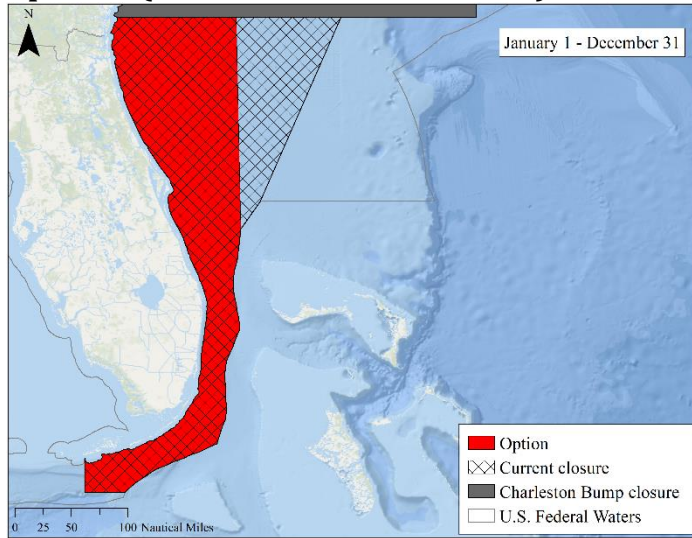 N
January 1 - December 31
Option
Current closure
Charleston Bump closure
U.S. Federal Waters
0 25 50 100 Nautical Miles